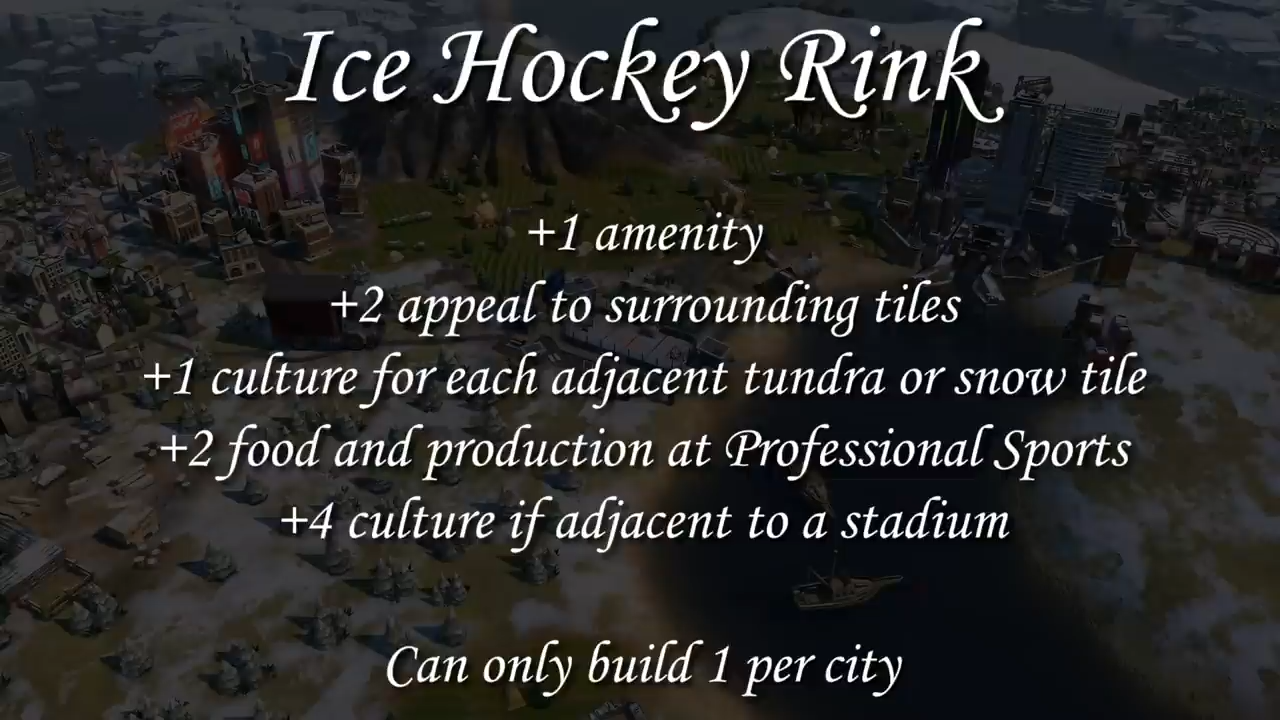 Ice Hockey Rink
+1 amenity
+2 appeal to surrounding tiles
+1 culture for each adjacent tundra or snow tile
+2 food and production at Professional Sports
+4 culture if adjacent to a stadium
Can only build 1 per city